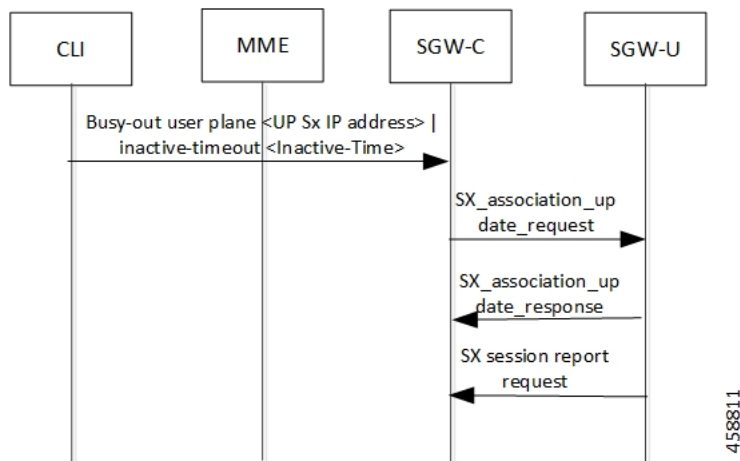 CLI
MME
SGW-C
SGW-U
Busy-out user plane <UP Sx IP address> |
inactive-timeout <Inactive-Time>
SX_association_up
date_request
SX_association_up
date_response
SX session report
request
458811